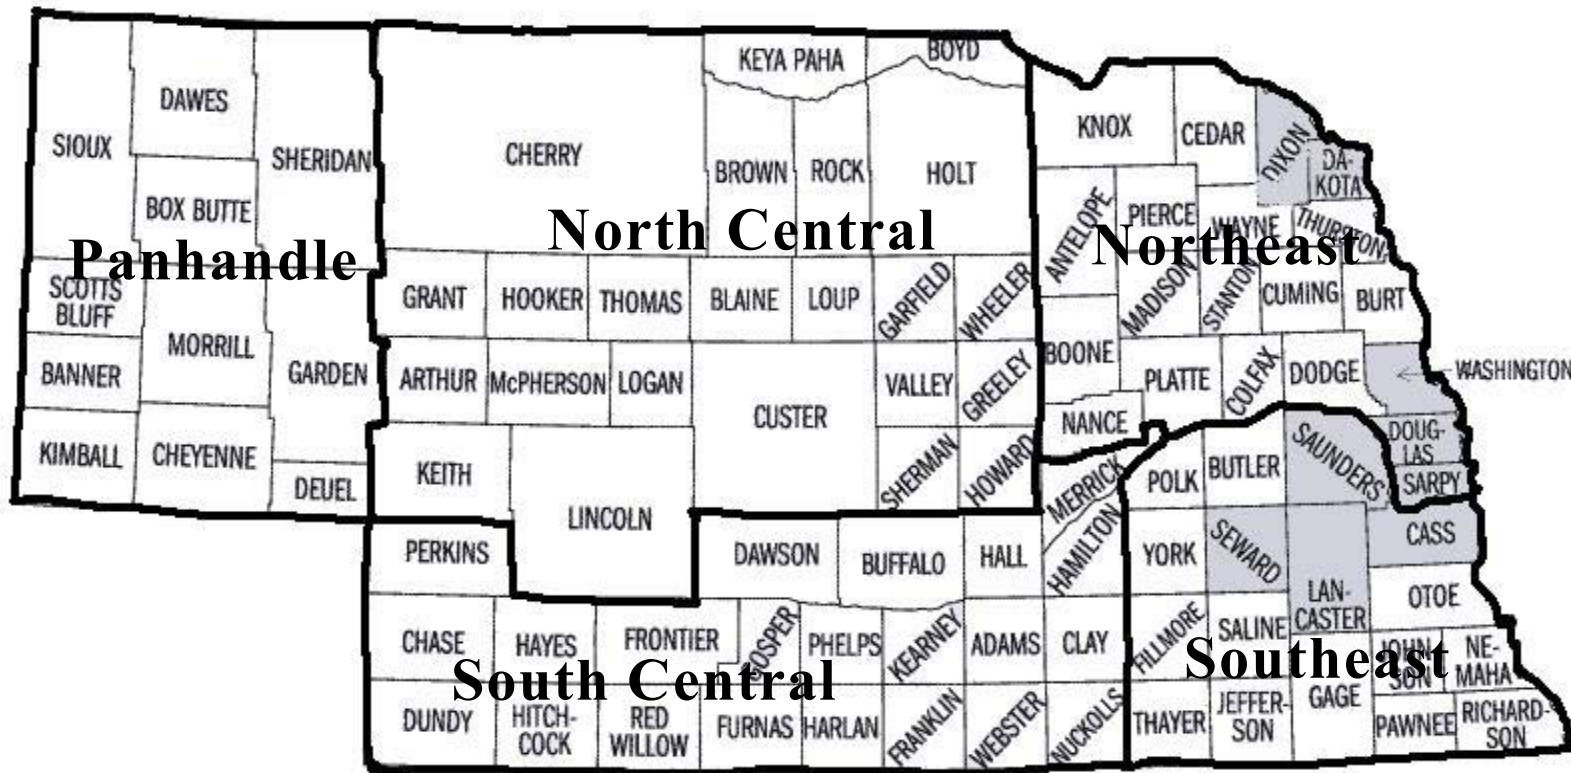 KEYA PAHA
BOYD
DAWES
SIOUX
SHERIDAN
CHERRY
BROWN
ROCK
HOLT
KNOX
CEDAR
DIXON
DA-
KOTA
BOX BUTTE
ANTELOPE
PIERCE
WAYNE
THURSTON
North Central
Northeast
Panhandle
SCOTTS
BLUFF
GRANT
HOOKER
THOMAS
BLAINE
LOUP
GARFIELD
WHEELER
MADISON
STANTON
CUMING
BURT
MORRILL
BANNER
GARDEN
ARTHUR
McPHERSON
LOGAN
CUSTER
VALLEY
GREELEY
BOONE
PLATTE
COLFAX
DODGE
WASHINGTON
NANCE
KIMBALL
CHEYENNE
DEUEL
KEITH
LINCOLN
SHERMAN
HOWARD
MERRICK
POLK
BUTLER
SAUNDERS
DOUG-
LAS
SARPY
PERKINS
DAWSON
BUFFALO
HALL
HAMILTON
YORK
SEWARD
CASS
LAN-
CASTER
OTOE
CHASE
HAYES
FRONTIER
GOSPER
PHELPS
KEARNEY
ADAMS
CLAY
FILLMORE
SALINE
JOHN-
SON
NE-
MAHA
South Central
Southeast
DUNDY
HITCH-
COCK
RED
WILLOW
FURNAS
HARLAN
FRANKLIN
WEBSTER
NUCKOLLS
THAYER
JEFFER-
SON
GAGE
PAWNEE
RICHARD-
SON